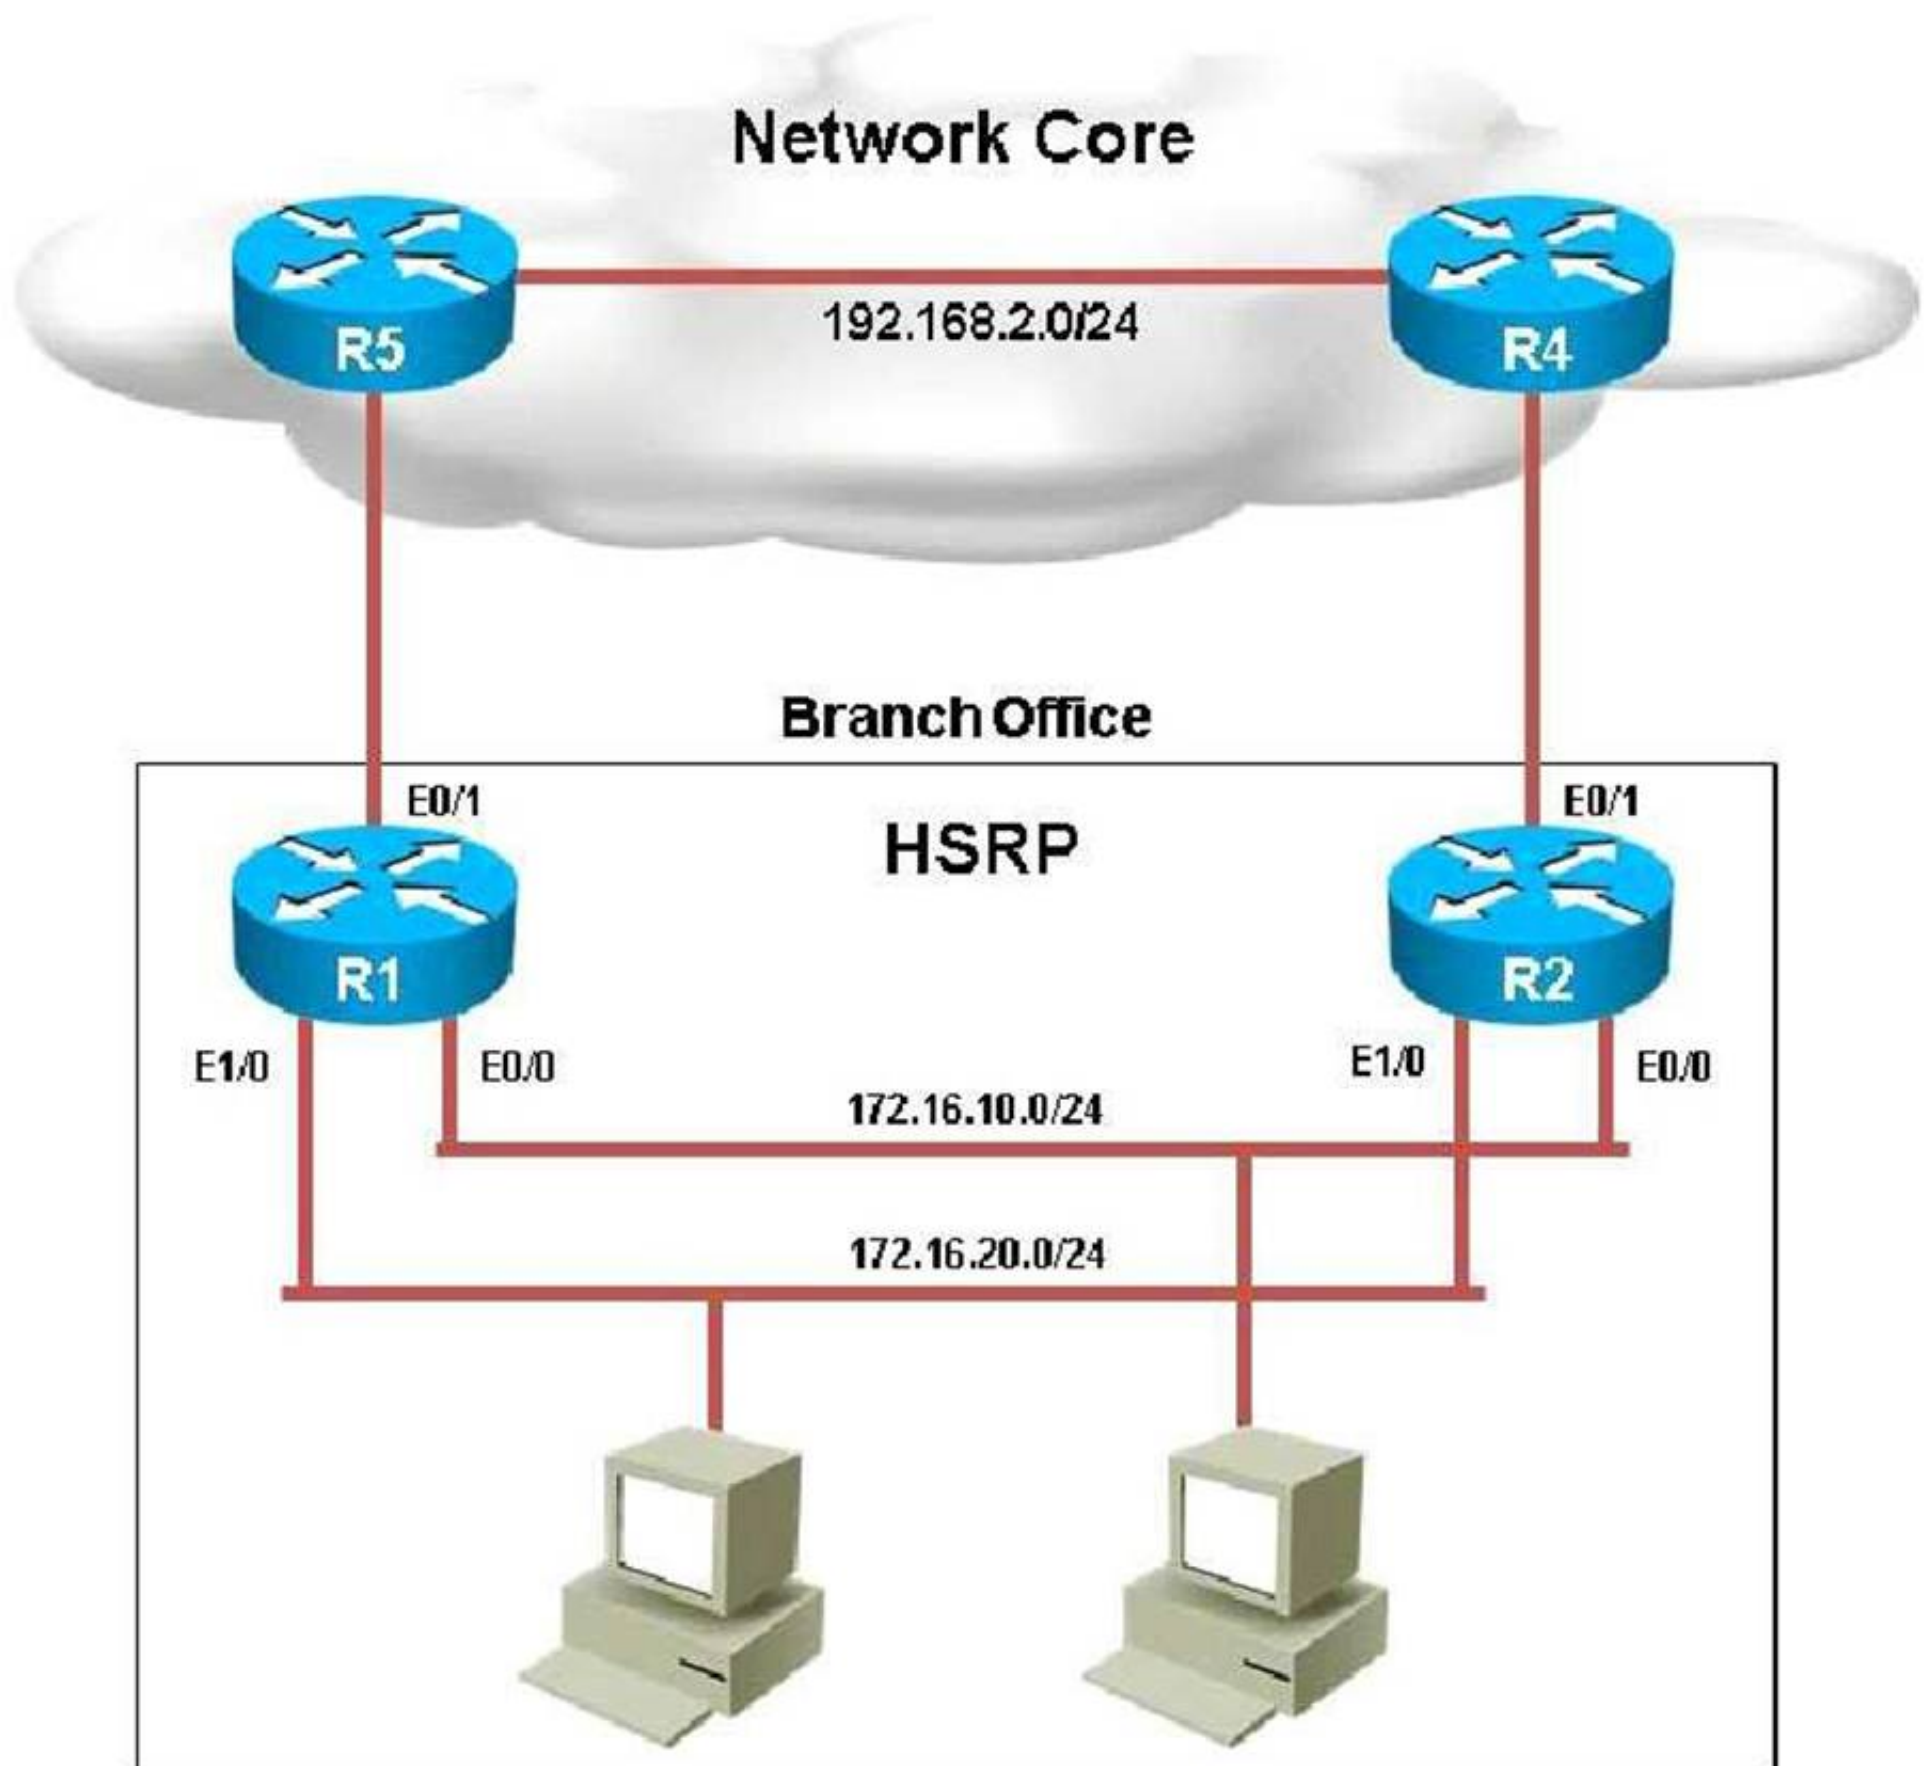 Network Core
192.168.2.0/24
R5
R4
Branch Office
E0/1
E0/1
HSRP
R1
R2
E1/0
E0/0
E1/0
E0/0
172.16.10.0/24
172.16.20.0/24